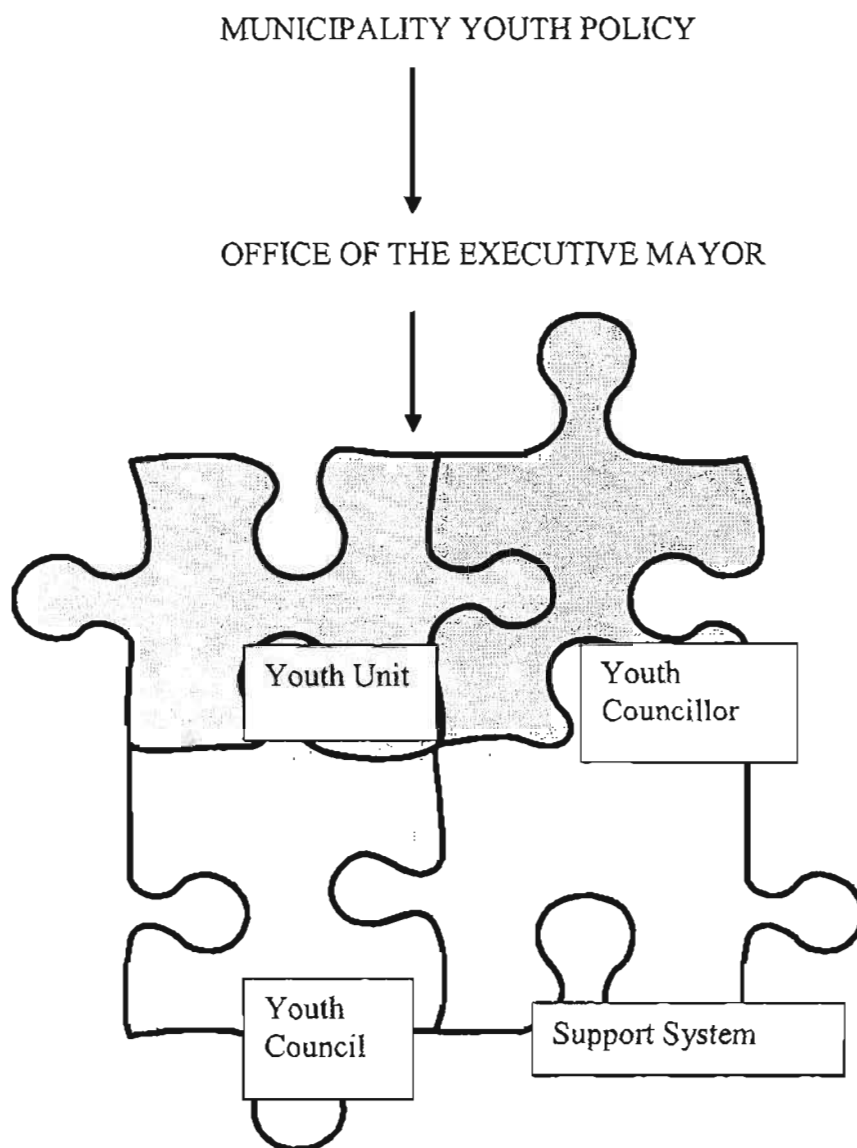 MUNICIPALITY YOUTH POLICY
OFFICE OF THE EXECUTIVE MAYOR
Youth Unit
Youth
Councillor
Youth
Council
Support System